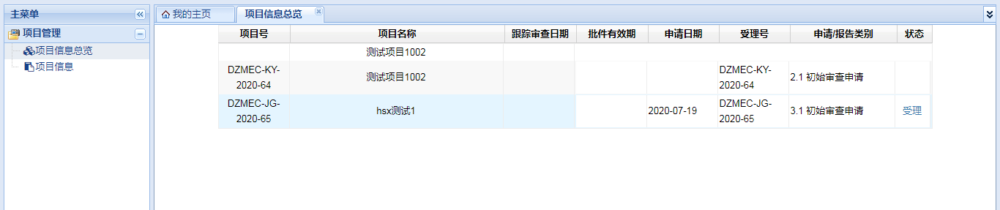 主菜单
项目管理
项目信息总览
项目信息
我的主页
项目信息总览
项目号 项目名称 跟踪审查日期 批件有效期 申请日期 受理号 申请/报告类别 状态
测试项目1002
DZMEC-KY-2020-64 测试项目1002 DZMEC-KY-2020-64 2.1 初始审查申请
DZMEC-JG-2020-65 hsx测试1 2020-07-19 DZMEC-JG-2020-65 3.1 初始审查申请 受理